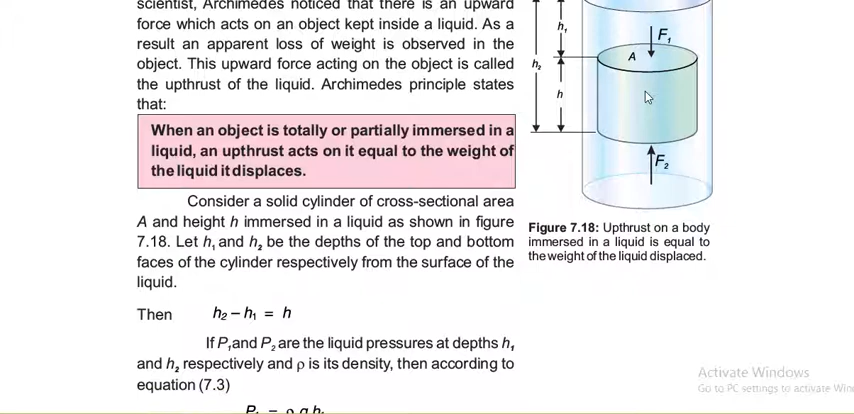 scientist, Archimedes noticed that there is an upward
force which acts on an object kept inside a liquid. As a
result an apparent loss of weight is observed in the
object. This upward force acting on the object is called
the upthrust of the liquid. Archimedes principle states
that:
When an object is totally or partially immersed in a
liquid, an upthrust acts on it equal to the weight of
the liquid it displaces.
Consider a solid cylinder of cross-sectional area
A and height h immersed in a liquid as shown in figure
7.18. Let h₁ and h₂ be the depths of the top and bottom
faces of the cylinder respectively from the surface of the
liquid.
Then h₂ – h₁ = h
If P₁and P₂ are the liquid pressures at depths h₁
and h₂ respectively and ρ is its density, then according to
equation (7.3)
P₁ = ρ g h₁
h₁
F₁
A
h₂
h
F₂
Figure 7.18: Upthrust on a body
immersed in a liquid is equal to
the weight of the liquid displaced.
Activate Windows
Go to PC settings to activate Win